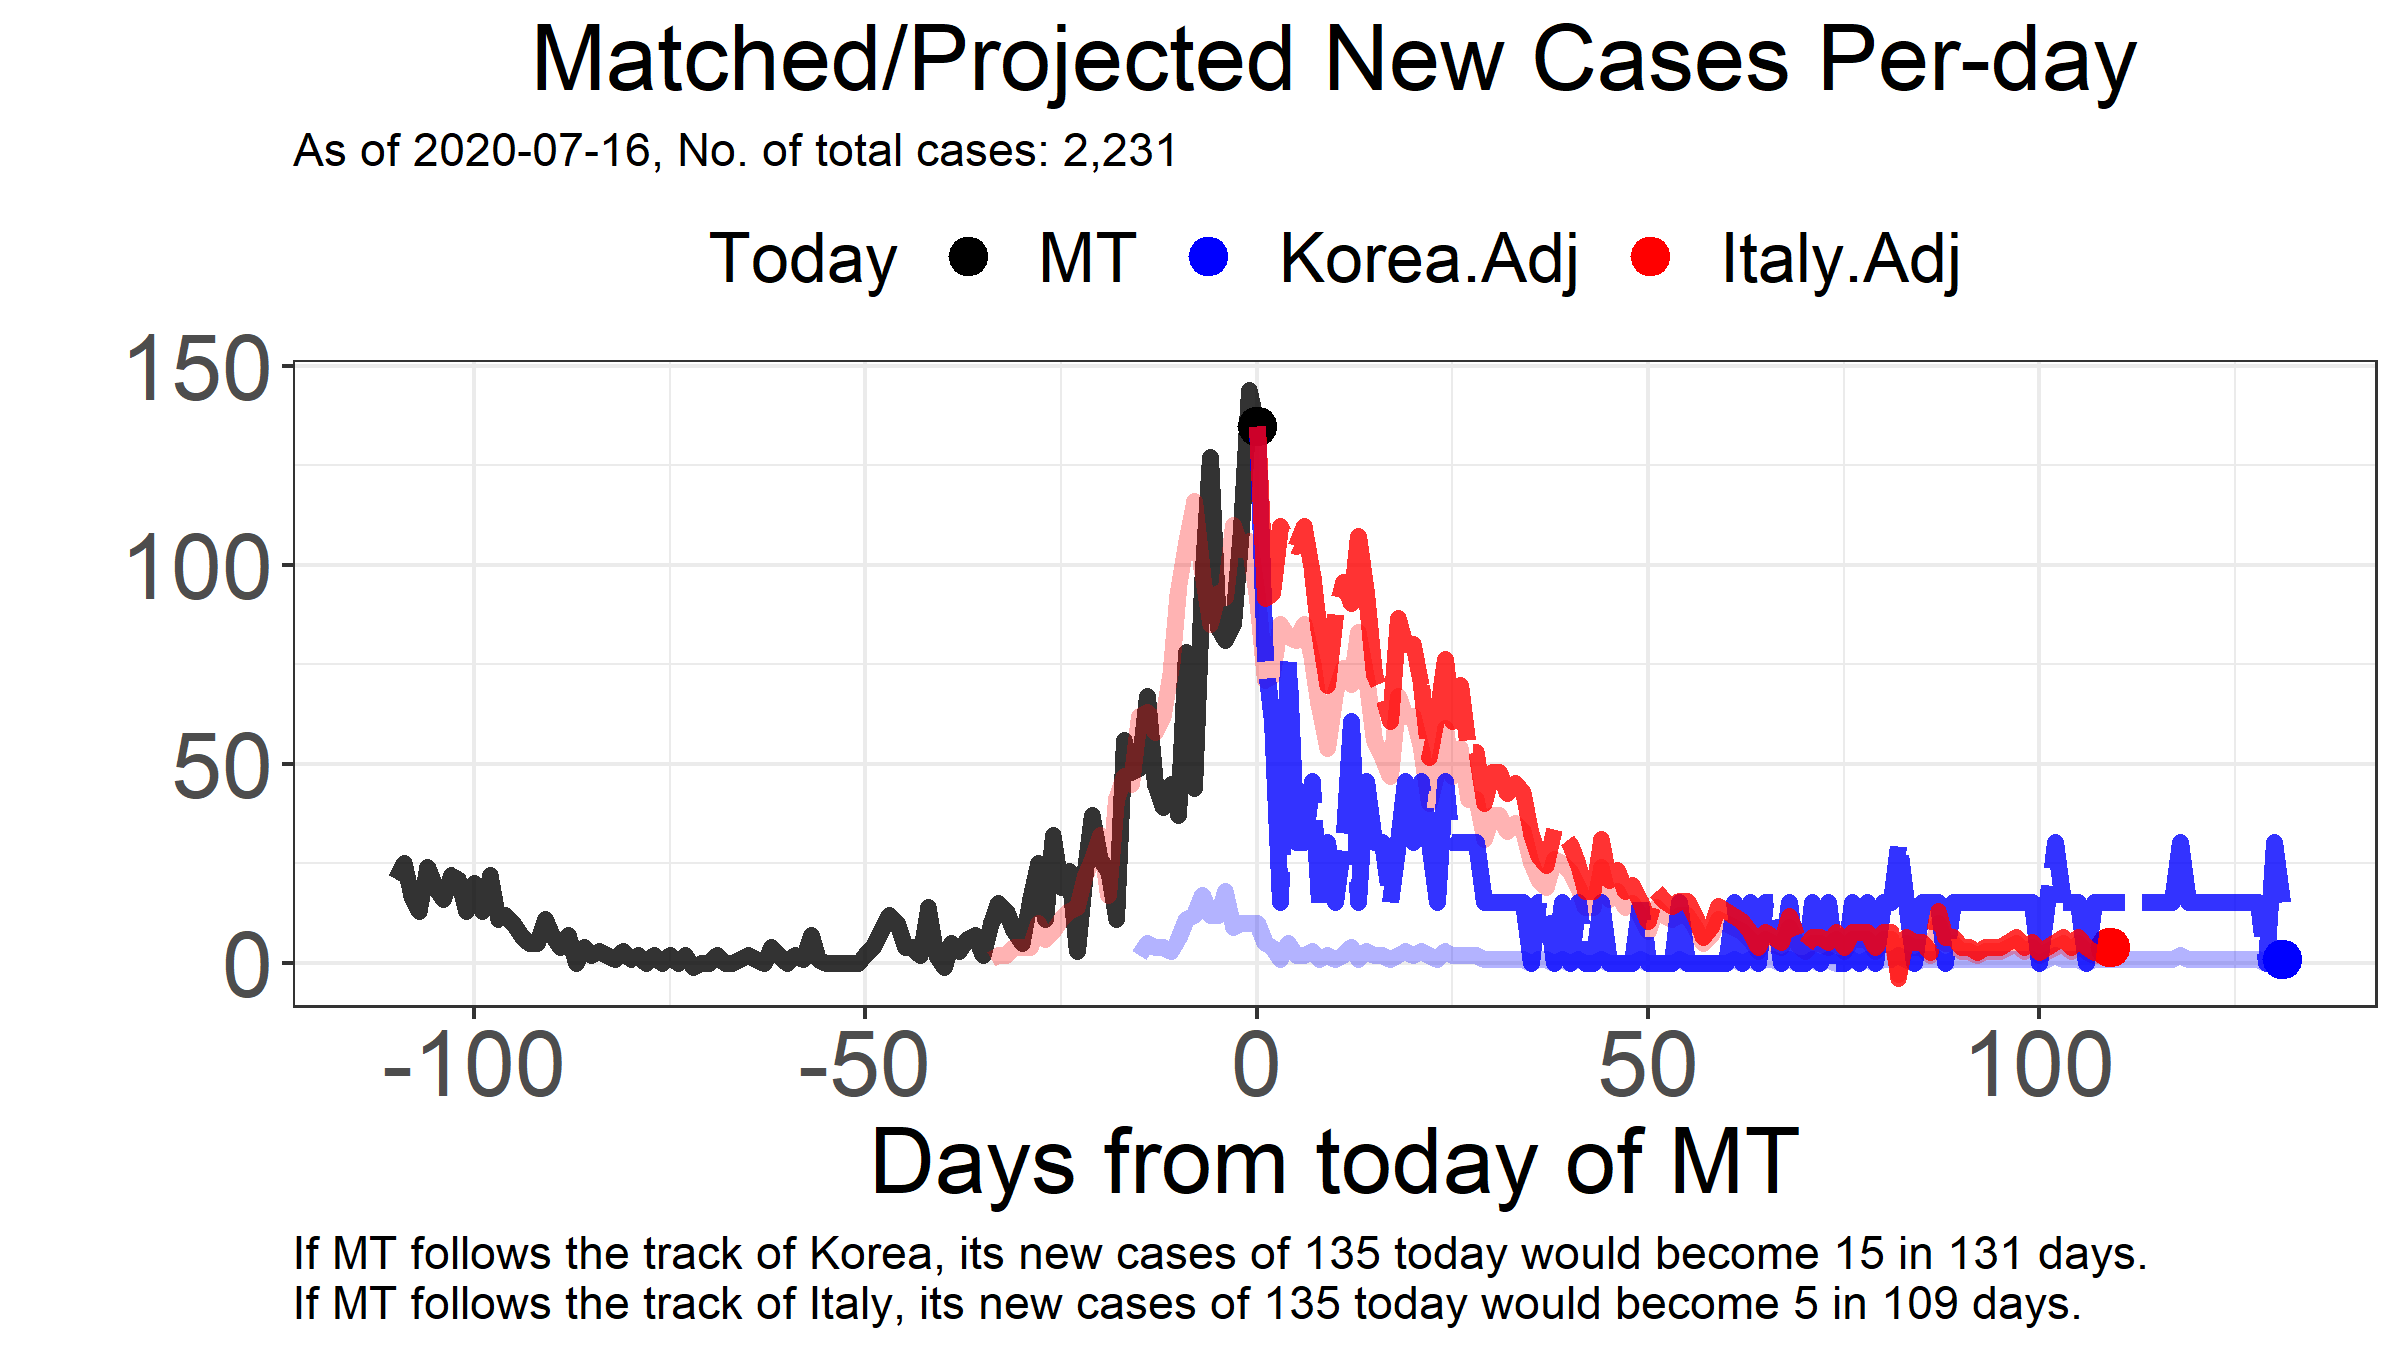 Matched/Projected New Cases Per-day
As of 2020-07-16, No. of total cases: 2,231
Today MT Korea.Adj Italy.Adj
150
100
50
0
-100 -50 0 50 100
Days from today of MT
If MT follows the track of Korea, its new cases of 135 today would become 15 in 131 days.
If MT follows the track of Italy, its new cases of 135 today would become 5 in 109 days.